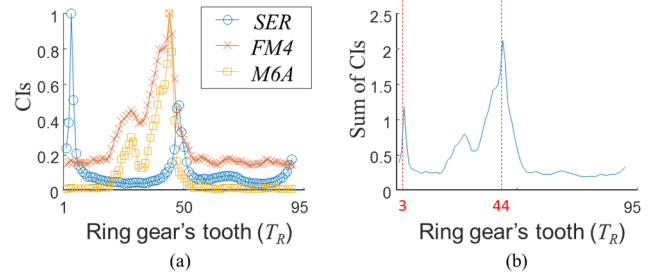 CIs
1
0.8
0.6
0.4
0.2
0
1
50
95
Ring gear's tooth (T_R)
SER
FM4
M6A
(a)
Sum of CIs
2.5
2
1.5
1
0.5
0
3
44
95
Ring gear's tooth (T_R)
(b)